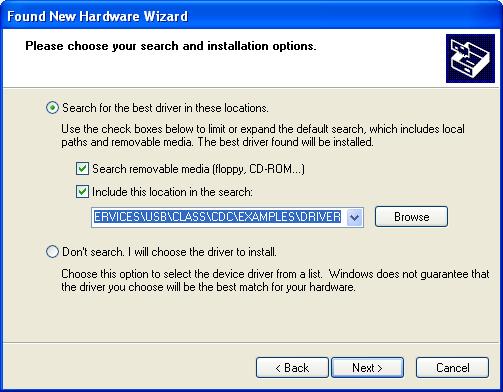 Found New Hardware Wizard
Please choose your search and installation options.
Search for the best driver in these locations.
Use the check boxes below to limit or expand the default search, which includes local
paths and removable media. The best driver found will be installed.
Search removable media (floppy, CD-ROM...)
Include this location in the search:
ERVICES\USB\CLASS\CDC\EXAMPLES\DRIVER
Browse
Don't search. I will choose the driver to install.
Choose this option to select the device driver from a list. Windows does not guarantee that
the driver you choose will be the best match for your hardware.
< Back
Next >
Cancel